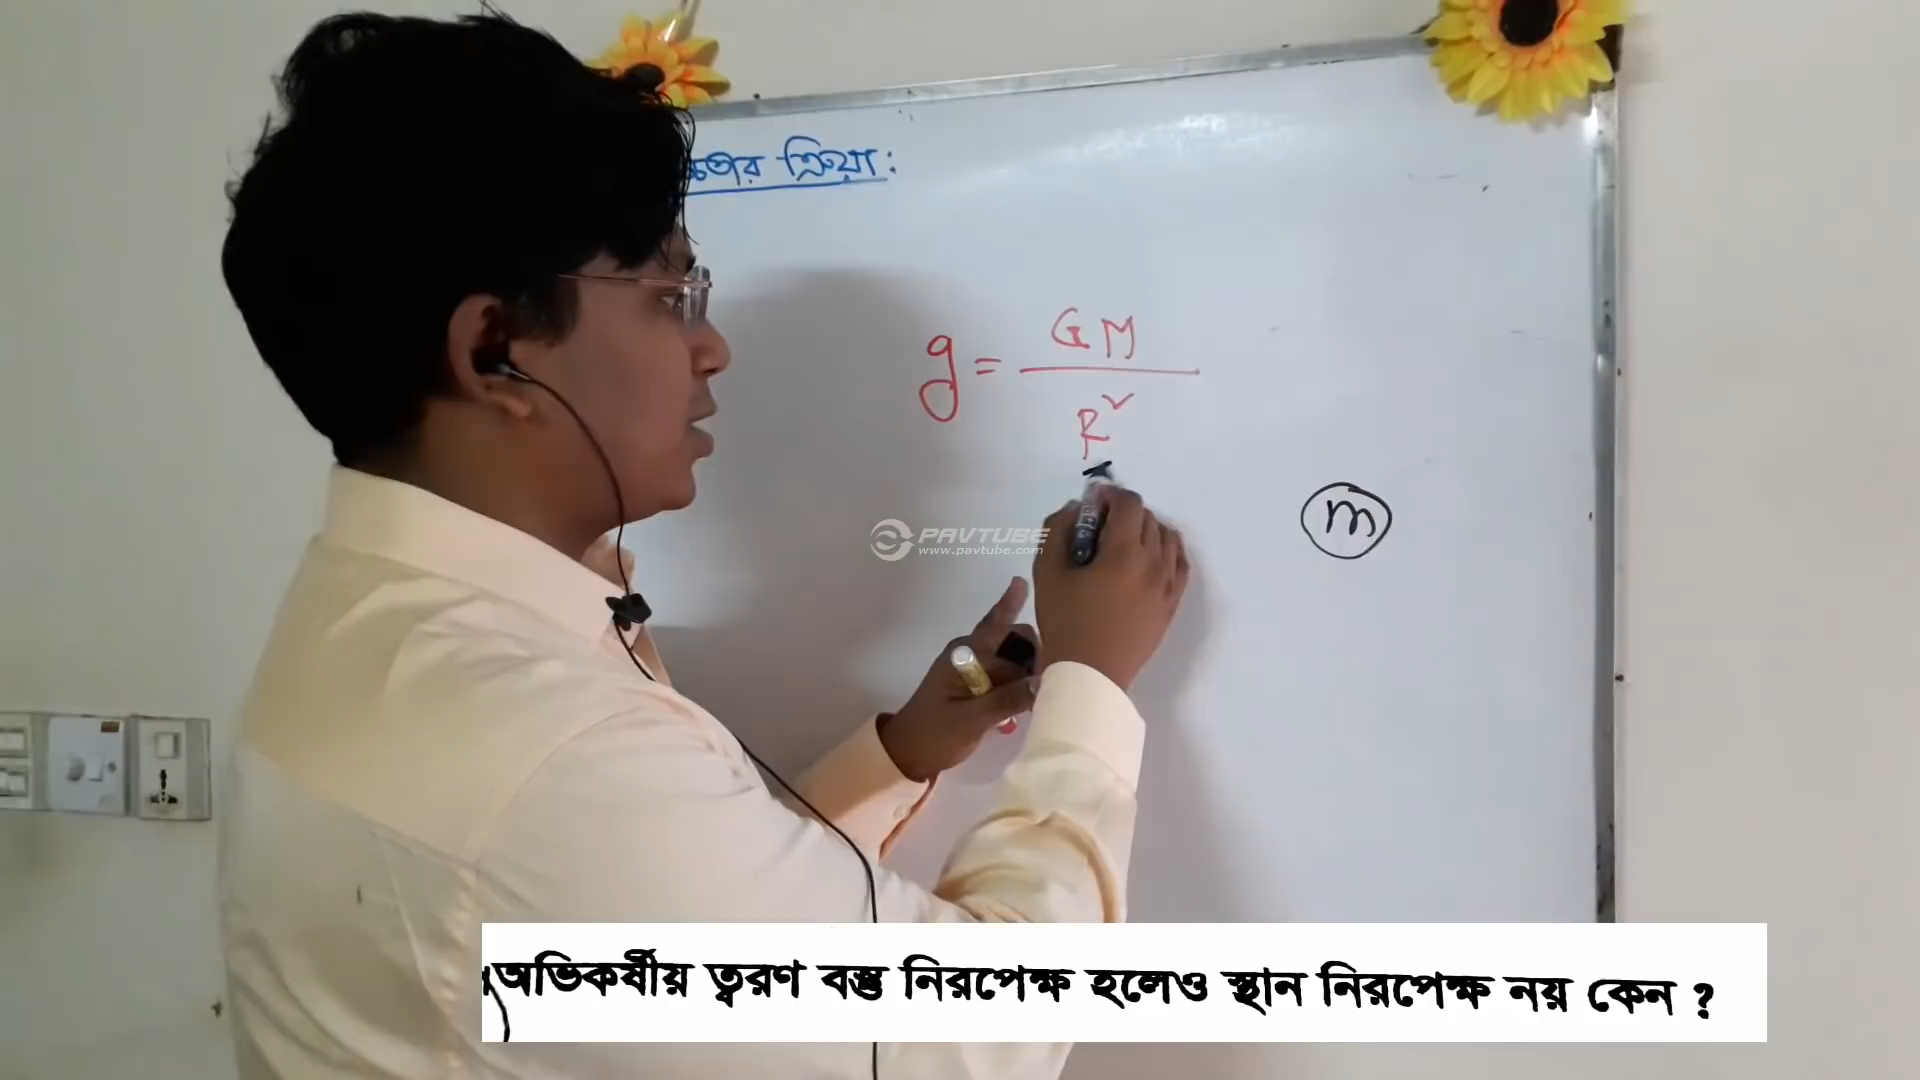 ক্রিয়া:
g = GM / R²
m
PAVTUBE
www.pavtube.com
অভিকর্ষীয় ত্বরণ বস্তু নিরপেক্ষ হলেও স্থান নিরপেক্ষ নয় কেন ?